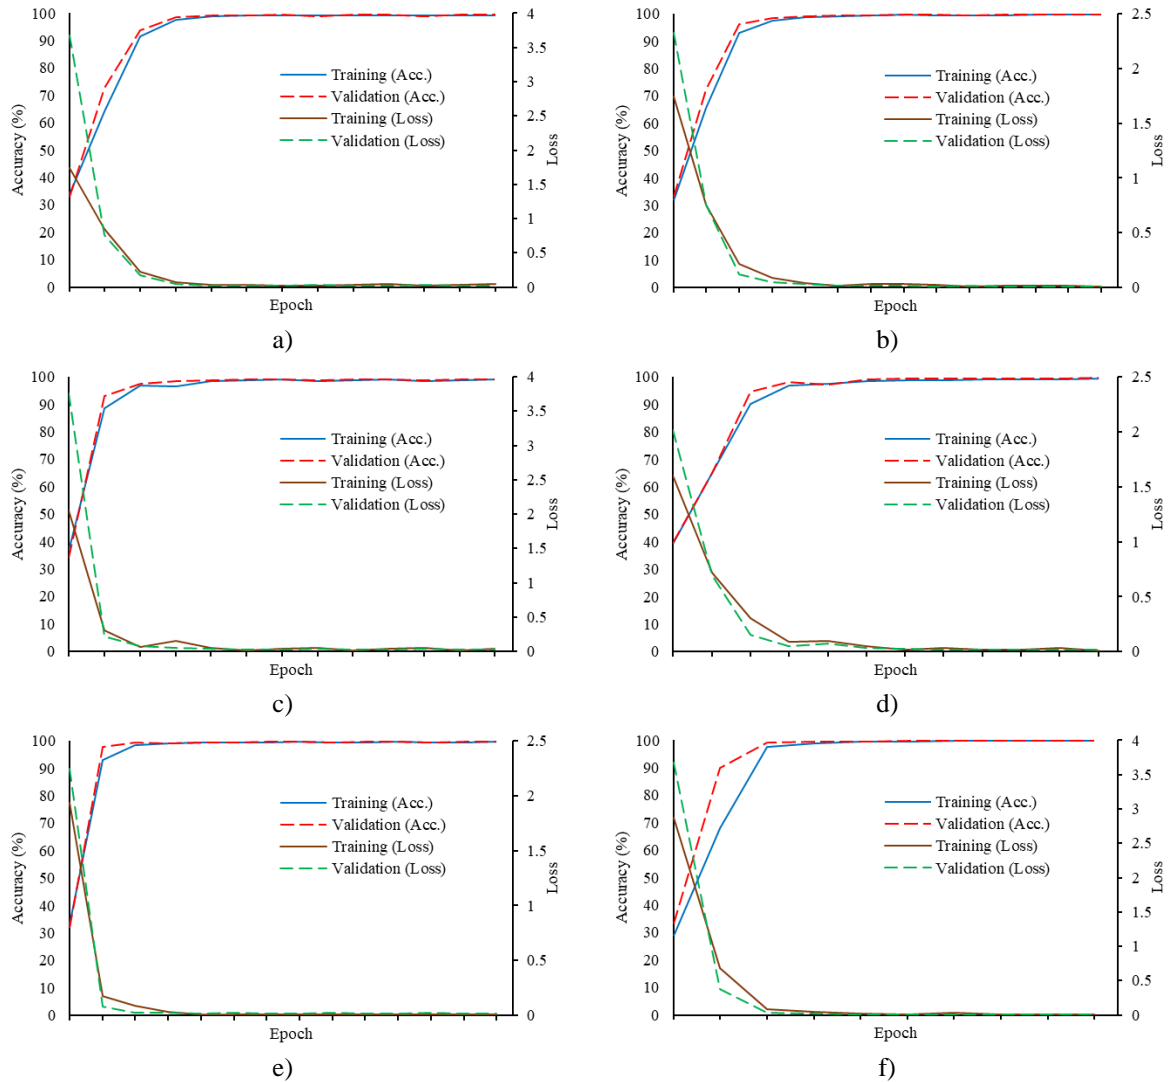 100
90
80
70
60
50
40
30
20
10
0
Accuracy (%)
4
3.5
3
2.5
2
1.5
1
0.5
0
Loss
Training (Acc.)
Validation (Acc.)
Training (Loss)
Validation (Loss)
Epoch
a)
100
90
80
70
60
50
40
30
20
10
0
Accuracy (%)
2.5
2
1.5
1
0.5
0
Loss
Training (Acc.)
Validation (Acc.)
Training (Loss)
Validation (Loss)
Epoch
b)
100
90
80
70
60
50
40
30
20
10
0
Accuracy (%)
4
3.5
3
2.5
2
1.5
1
0.5
0
Loss
Training (Acc.)
Validation (Acc.)
Training (Loss)
Validation (Loss)
Epoch
c)
100
90
80
70
60
50
40
30
20
10
0
Accuracy (%)
2.5
2
1.5
1
0.5
0
Loss
Training (Acc.)
Validation (Acc.)
Training (Loss)
Validation (Loss)
Epoch
d)
100
90
80
70
60
50
40
30
20
10
0
Accuracy (%)
2.5
2
1.5
1
0.5
0
Loss
Training (Acc.)
Validation (Acc.)
Training (Loss)
Validation (Loss)
Epoch
e)
100
90
80
70
60
50
40
30
20
10
0
Accuracy (%)
4
3.5
3
2.5
2
1.5
1
0.5
0
Loss
Training (Acc.)
Validation (Acc.)
Training (Loss)
Validation (Loss)
Epoch
f)